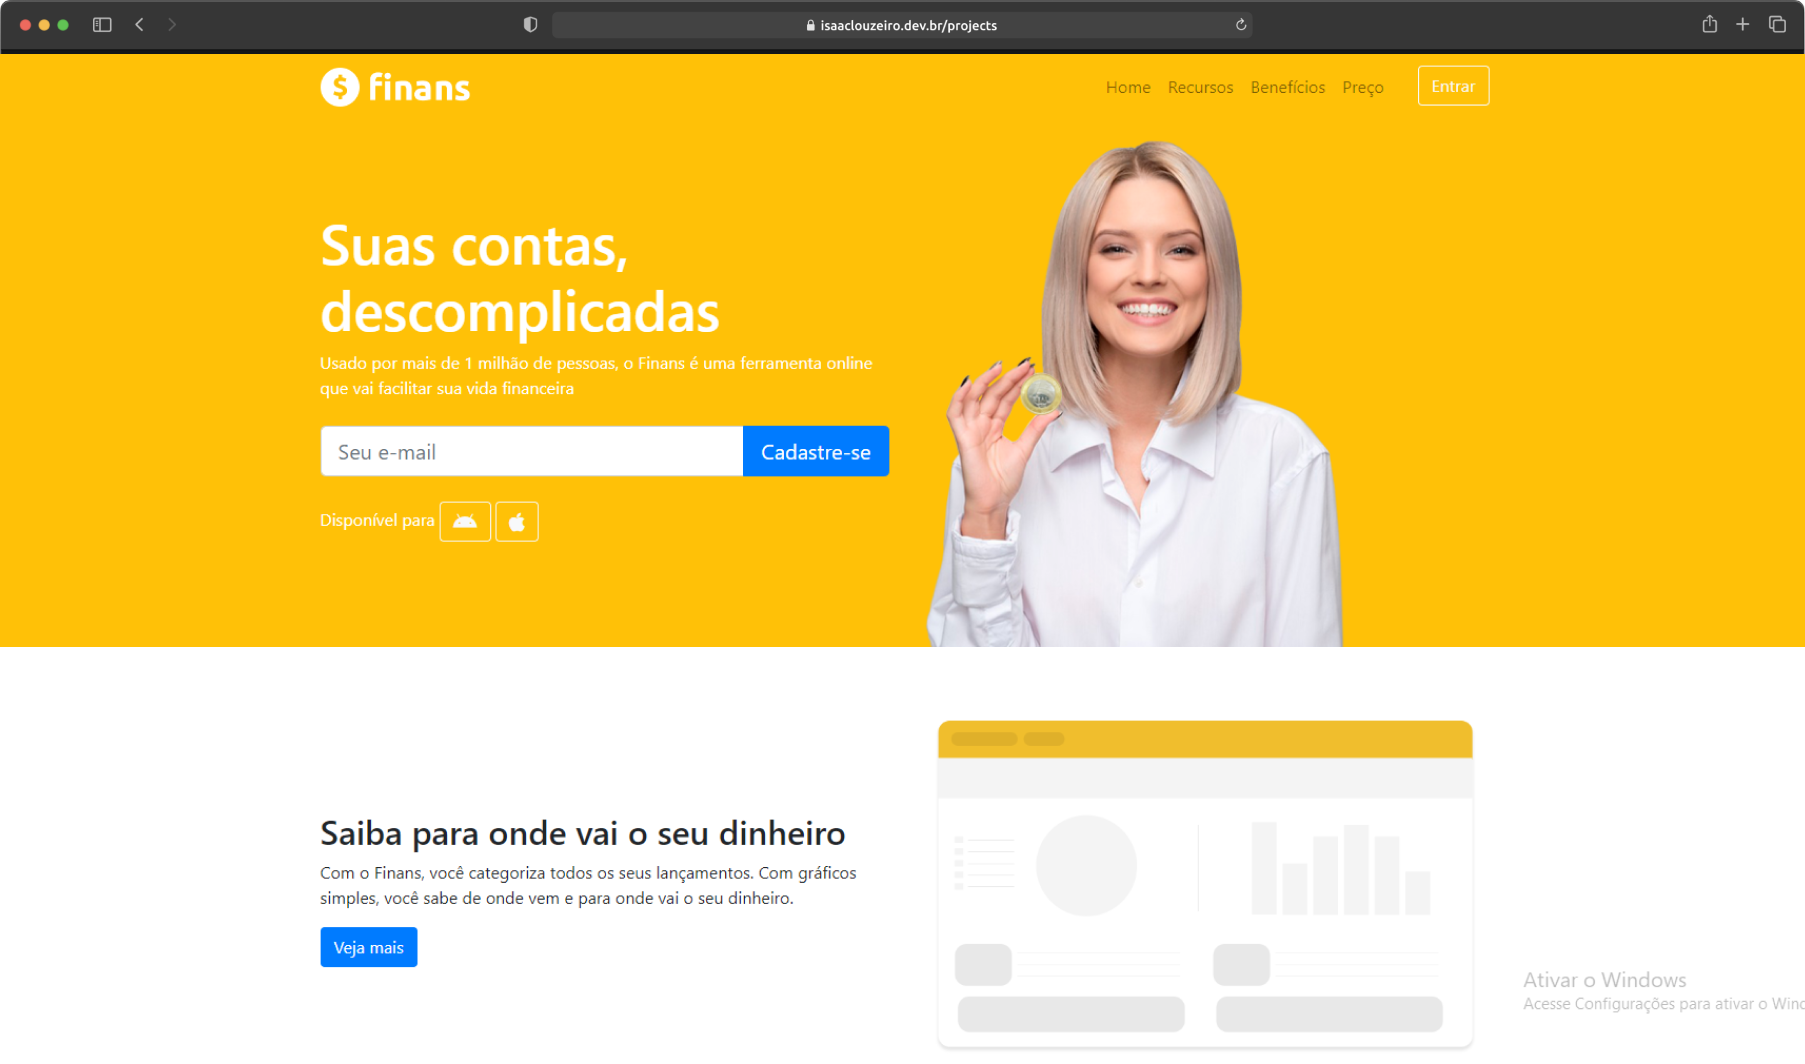 isaaclouzeiro.dev.br/projects
finans
Home Recursos Benefícios Preço Entrar
Suas contas,
descomplicadas
Usado por mais de 1 milhão de pessoas, o Finans é uma ferramenta online
que vai facilitar sua vida financeira
Seu e-mail Cadastre-se
Disponível para
Saiba para onde vai o seu dinheiro
Com o Finans, você categoriza todos os seus lançamentos. Com gráficos
simples, você sabe de onde vem e para onde vai o seu dinheiro.
Veja mais
Ativar o Windows
Acesse Configurações para ativar o Winc